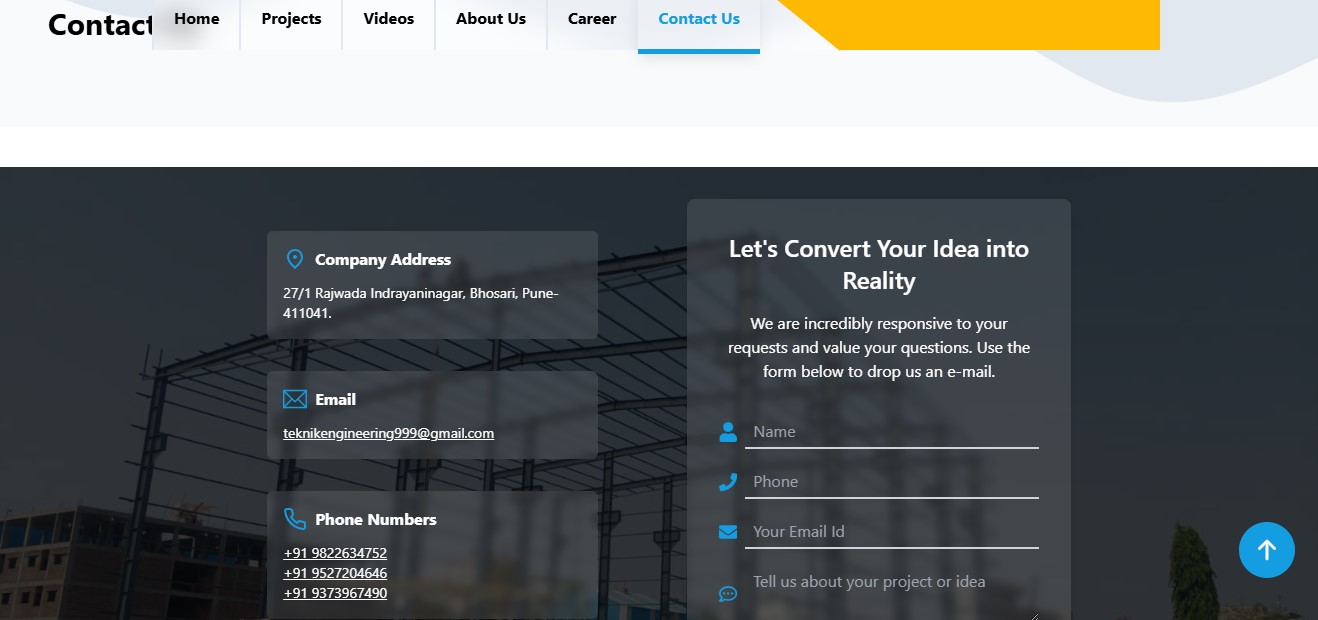 Contact
Home
Projects
Videos
About Us
Career
Contact Us
Company Address
27/1 Rajwada Indrayaninagar, Bhosari, Pune-
411041.
Email
teknikengineering999@gmail.com
Phone Numbers
+91 9822634752
+91 9527204646
+91 9373967490
Let's Convert Your Idea into
Reality
We are incredibly responsive to your
requests and value your questions. Use the
form below to drop us an e-mail.
Name
Phone
Your Email Id
Tell us about your project or idea